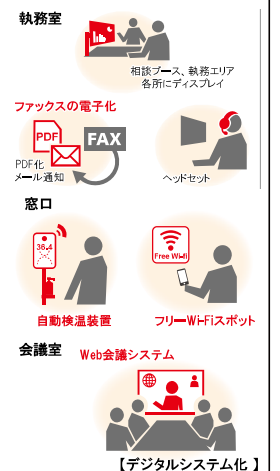 執務室
相談ブース、執務エリア
各所にディスプレイ
ファックスの電子化
PDF
FAX
PDF化
メール通知
ヘッドセット
窓口
36.4
Free Wi-fi
自動検温装置
フリーWi-Fiスポット
会議室
Web会議システム
【デジタルシステム化 】